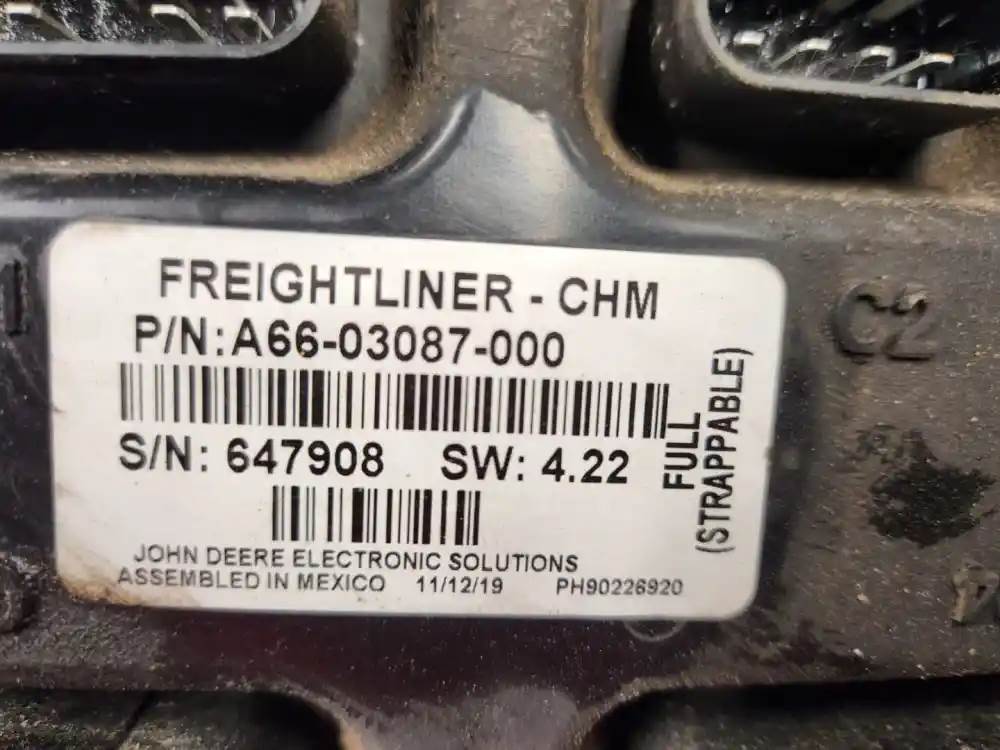 FREIGHTLINER - CHM
P/N: A66-03087-000
S/N: 647908 SW: 4.22
FULL
(STRAPPABLE)
JOHN DEERE ELECTRONIC SOLUTIONS
ASSEMBLED IN MEXICO 11/12/19 PH90226920
C2